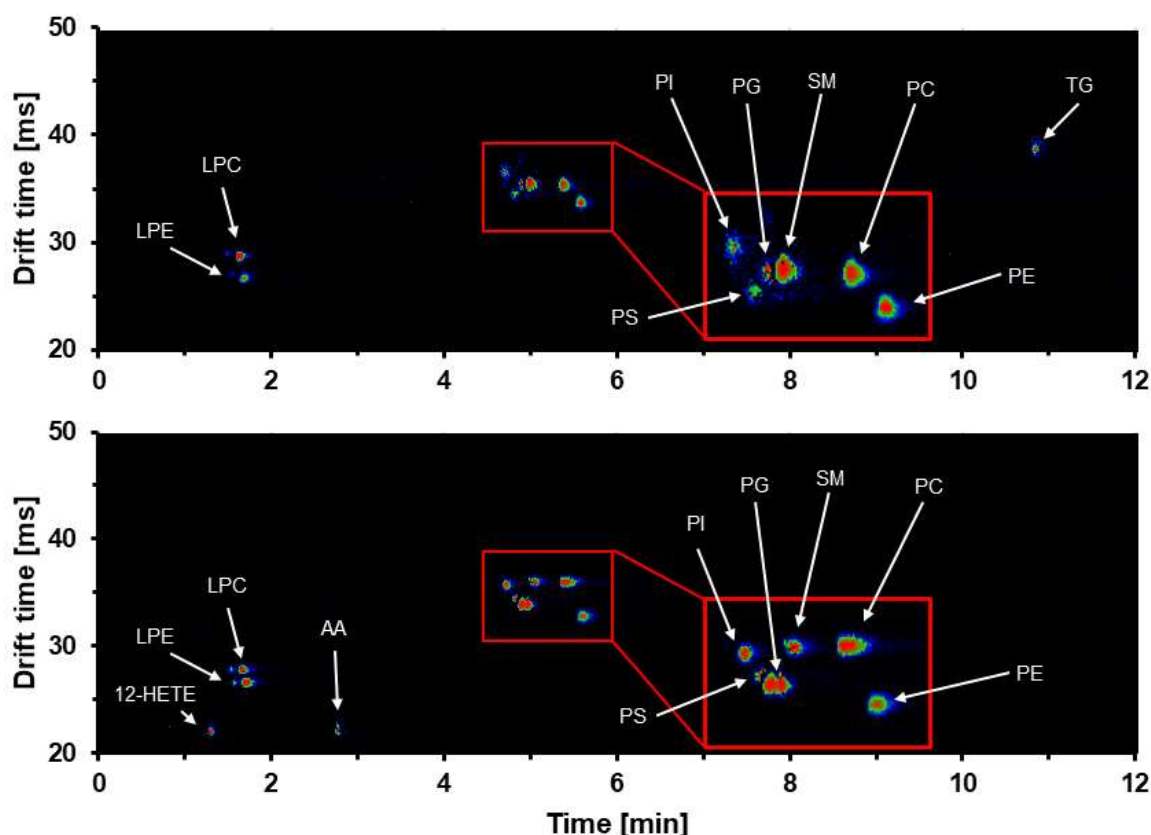 50
40
30
20
Drift time [ms]
PI
PG
SM
PC
TG
LPC
LPE
PS
PE
0
2
4
6
8
10
12
50
40
30
20
Drift time [ms]
PG
SM
PC
PI
LPC
LPE
AA
12-HETE
PS
PE
0
2
4
6
8
10
12
Time [min]